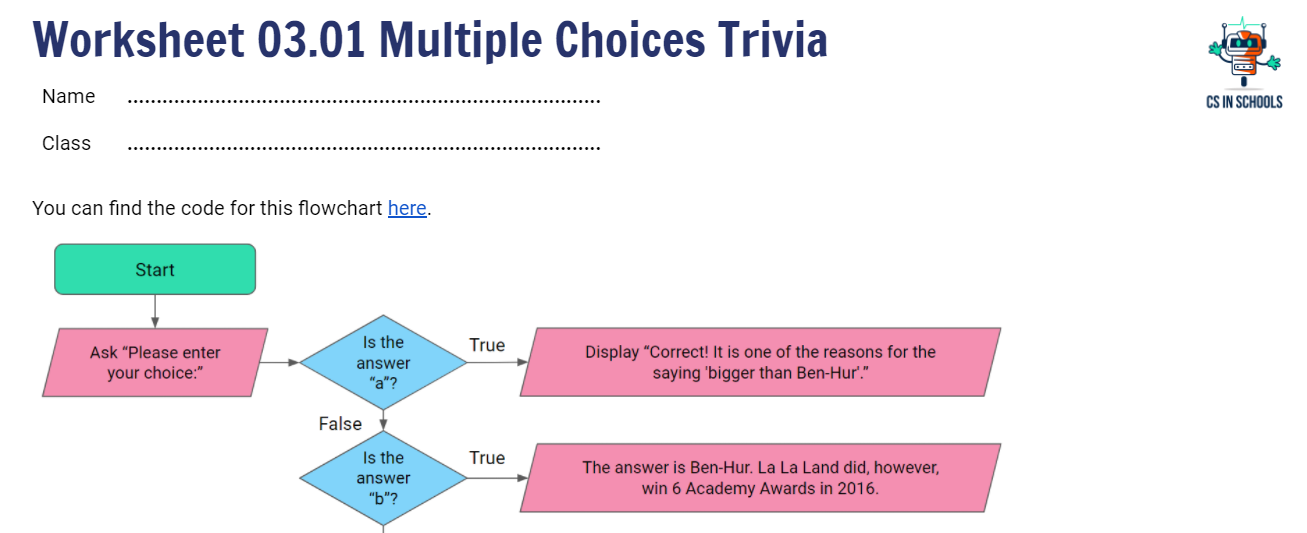 Worksheet 03.01 Multiple Choices Trivia
CS IN SCHOOLS
Name ................................................................................
Class ................................................................................
You can find the code for this flowchart here.
Start
Ask “Please enter
your choice:”
Is the
answer
“a”?
True
Display “Correct! It is one of the reasons for the
saying 'bigger than Ben-Hur'.”
False
Is the
answer
“b”?
True
The answer is Ben-Hur. La La Land did, however,
win 6 Academy Awards in 2016.